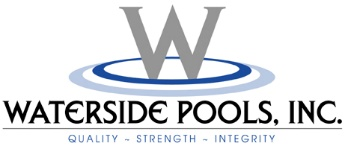 W
WATERSIDE POOLS, INC.
QUALITY ~ STRENGTH ~ INTEGRITY